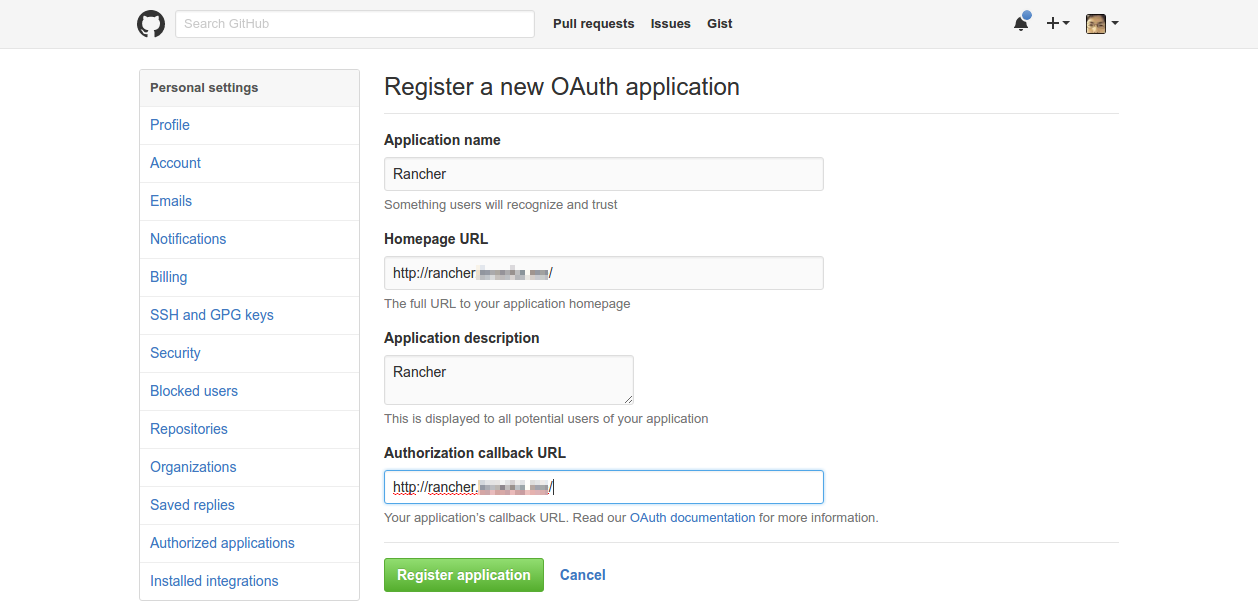 Search GitHub
Pull requests Issues Gist
Personal settings
Profile
Account
Emails
Notifications
Billing
SSH and GPG keys
Security
Blocked users
Repositories
Organizations
Saved replies
Authorized applications
Installed integrations
Register a new OAuth application
Application name
Rancher
Something users will recognize and trust
Homepage URL
http://rancher /
The full URL to your application homepage
Application description
Rancher
This is displayed to all potential users of your application
Authorization callback URL
http://rancher. /
Your application's callback URL. Read our OAuth documentation for more information.
Register application Cancel